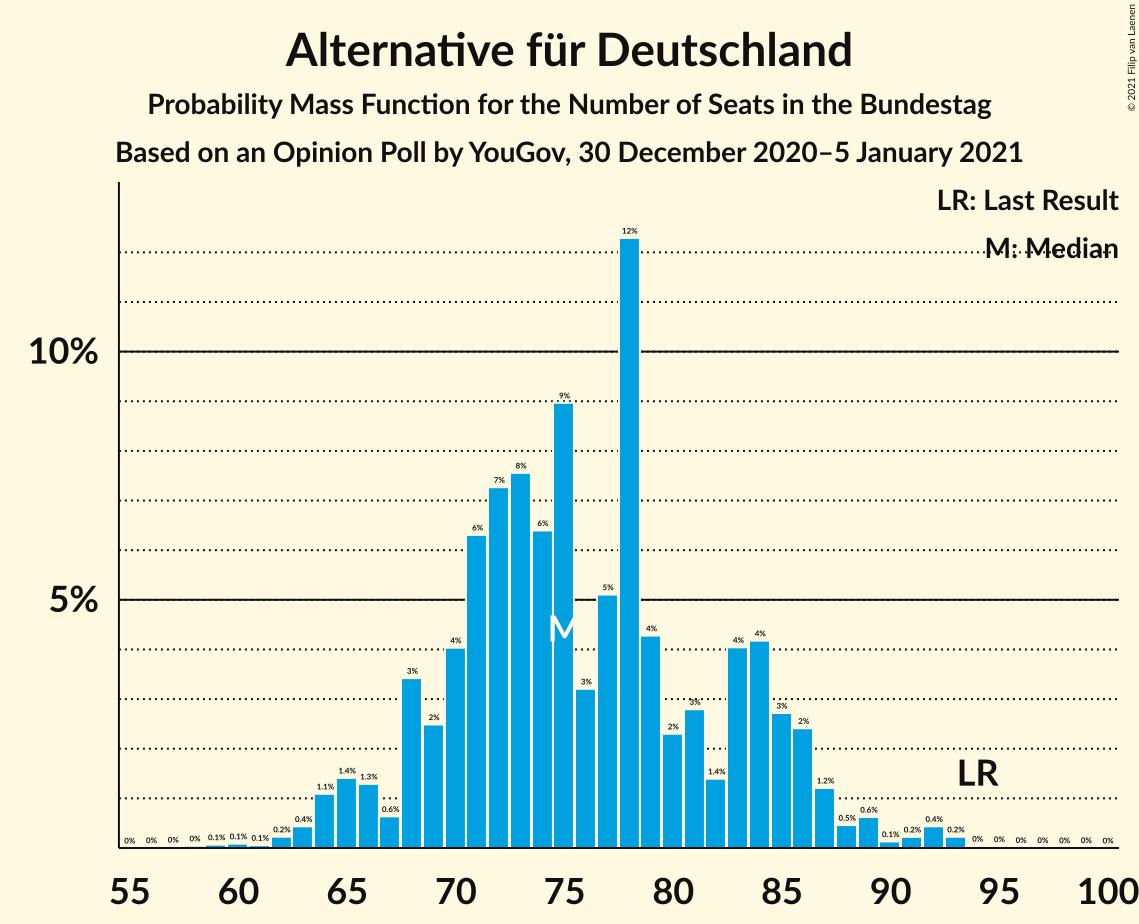 Alternative für Deutschland
Probability Mass Function for the Number of Seats in the Bundestag
Based on an Opinion Poll by YouGov, 30 December 2020–5 January 2021
© 2021 Filip van Laenen
LR: Last Result
M: Median
10%
5%
0% 0% 0% 0% 0.1% 0.1% 0.1% 0.2% 0.4% 1.1% 1.4% 1.3% 0.6% 3% 2% 4% 6% 7% 8% 6% 9% 3% 5% 12% 4% 2% 3% 1.4% 4% 4% 3% 2% 1.2% 0.5% 0.6% 0.1% 0.2% 0.4% 0.2% 0% 0% 0% 0% 0% 0% 0%
M
LR
55 60 65 70 75 80 85 90 95 100